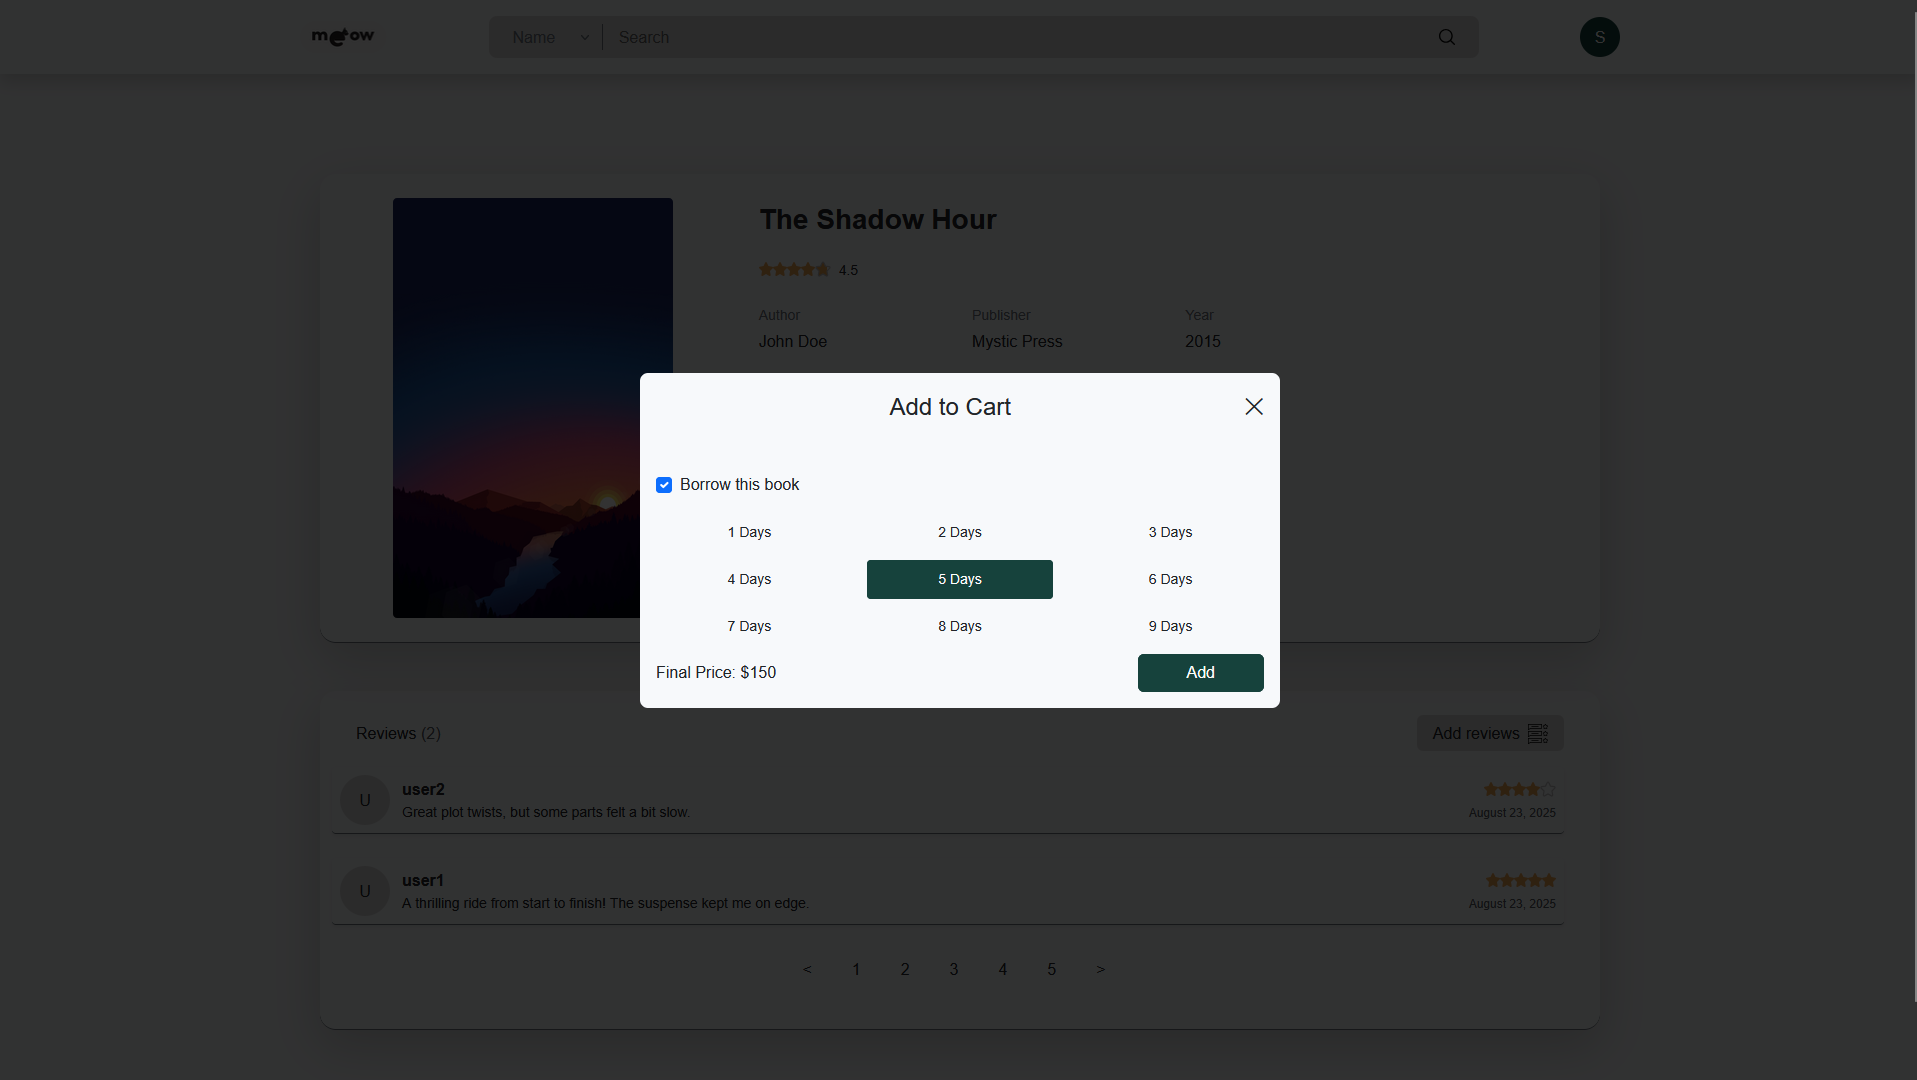 meow
Name
Search
S
The Shadow Hour
4.5
Author Publisher Year
John Doe Mystic Press 2015
Add to Cart
Borrow this book
1 Days 2 Days 3 Days
4 Days 5 Days 6 Days
7 Days 8 Days 9 Days
Final Price: $150
Add
Reviews (2)
Add reviews
U
user2
Great plot twists, but some parts felt a bit slow.
August 23, 2025
U
user1
A thrilling ride from start to finish! The suspense kept me on edge.
August 23, 2025
< 1 2 3 4 5 >